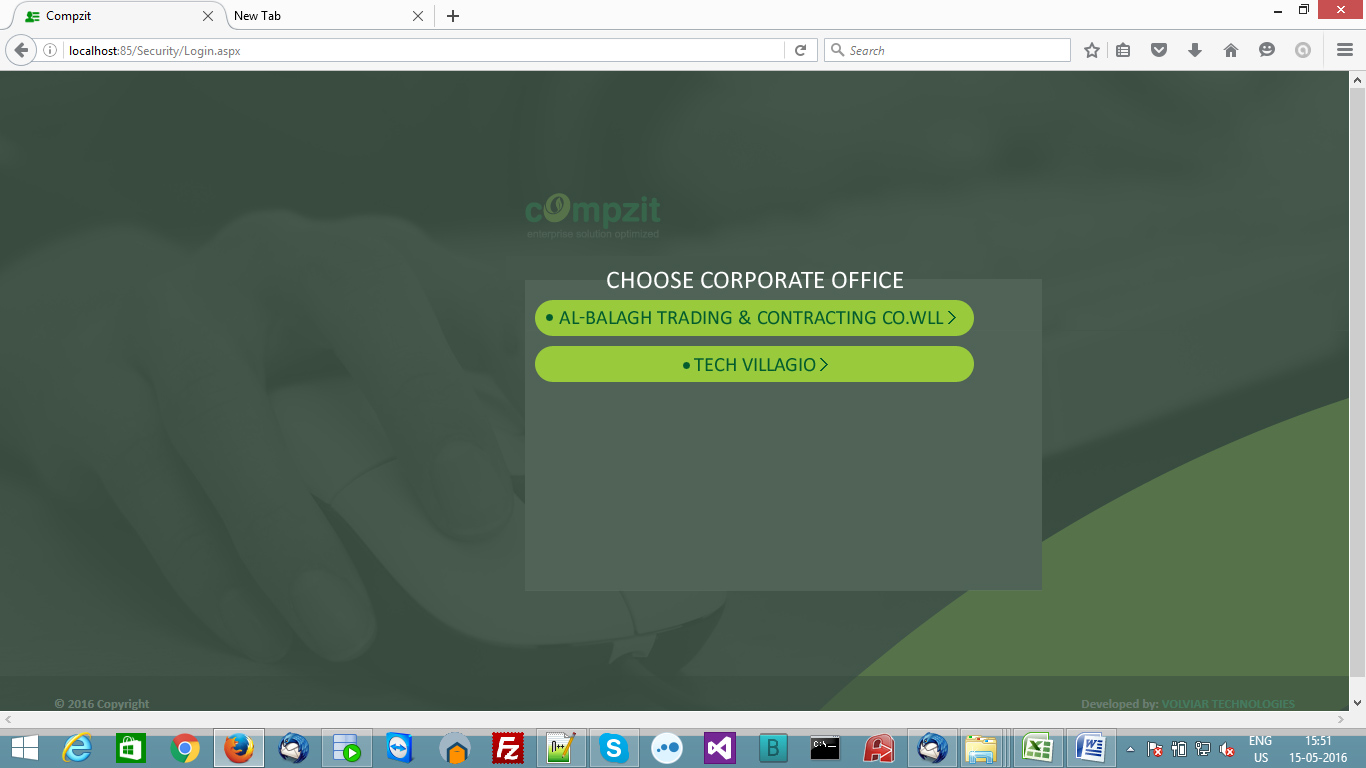 Compzit
New Tab
localhost:85/Security/Login.aspx
Search
compzit
enterprise solution optimized
CHOOSE CORPORATE OFFICE
• AL-BALAGH TRADING & CONTRACTING CO.WLL
• TECH VILLAGIO
© 2016 Copyright
Developed by: VOLVIAR TECHNOLOGIES
ENG
US
15:51
15-05-2016